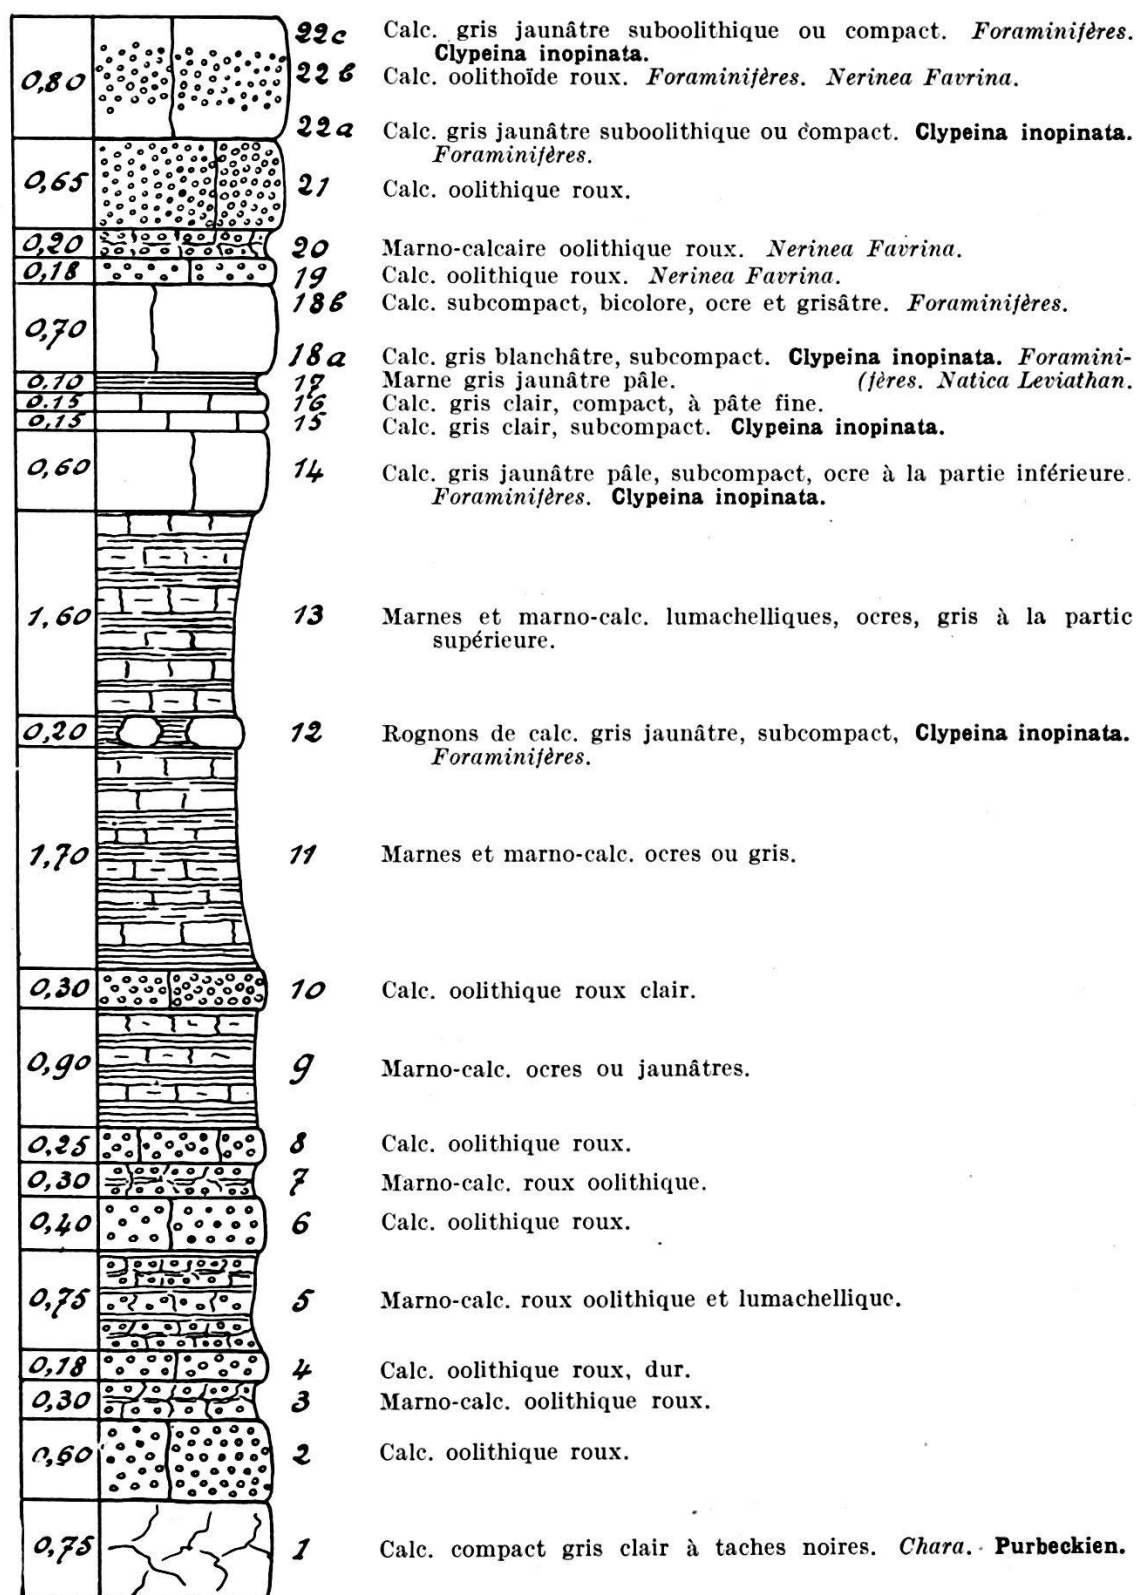 0,80
22c Calc. gris jaunâtre suboolithique ou compact. Foraminifères.
Clypeina inopinata.
22b Calc. oolithoïde roux. Foraminifères. Nerinea Favrina.
22a Calc. gris jaunâtre suboolithique ou compact. Clypeina inopinata.
Foraminifères.
0,65 21 Calc. oolithique roux.
0,20 20 Marno-calcaire oolithique roux. Nerinea Favrina.
0,18 19 Calc. oolithique roux. Nerinea Favrina.
18b Calc. subcompact, bicolore, ocre et grisâtre. Foraminifères.
0,70
18a Calc. gris blanchâtre, subcompact. Clypeina inopinata. Foramini-
0.10 17 Marne gris jaunâtre pâle. (fères. Natica Leviathan.
0.15 16 Calc. gris clair, compact, à pâte fine.
0,15 15 Calc. gris clair, subcompact. Clypeina inopinata.
0,60 14 Calc. gris jaunâtre pâle, subcompact, ocre à la partie inférieure.
Foraminifères. Clypeina inopinata.
1,60 13 Marnes et marno-calc. lumachelliques, ocres, gris à la partie
supérieure.
0,20 12 Rognons de calc. gris jaunâtre, subcompact, Clypeina inopinata.
Foraminifères.
1,70 11 Marnes et marno-calc. ocres ou gris.
0,30 10 Calc. oolithique roux clair.
0,90 9 Marno-calc. ocres ou jaunâtres.
0,25 8 Calc. oolithique roux.
0,30 7 Marno-calc. roux oolithique.
0,40 6 Calc. oolithique roux.
0,75 5 Marno-calc. roux oolithique et lumachellique.
0,18 4 Calc. oolithique roux, dur.
0,30 3 Marno-calc. oolithique roux.
2 Calc. oolithique roux.
0,75 1 Calc. compact gris clair à taches noires. Chara. Purbeckien.